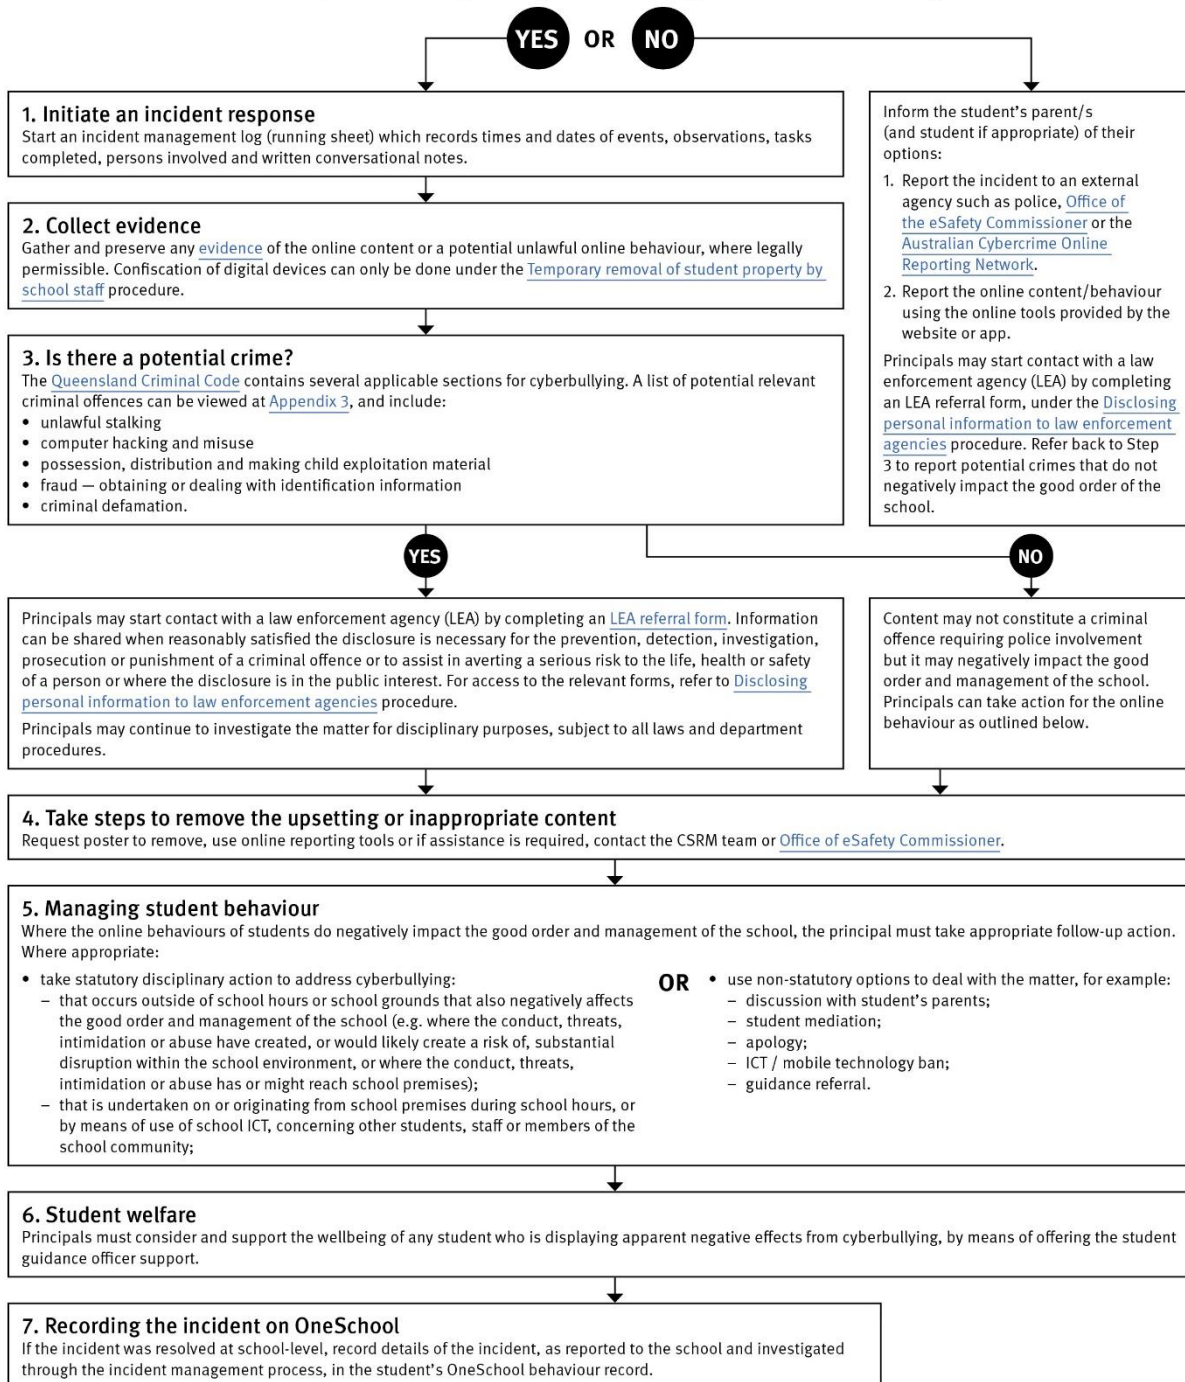 YES OR NO
1. Initiate an incident response
Start an incident management log (running sheet) which records times and dates of events, observations, tasks
completed, persons involved and written conversational notes.
Inform the student's parent/s
(and student if appropriate) of their
options:
1. Report the incident to an external
agency such as police, Office of
the eSafety Commissioner or the
Australian Cybercrime Online
Reporting Network.
2. Report the online content/behaviour
using the online tools provided by the
website or app.
Principals may start contact with a law
enforcement agency (LEA) by completing
an LEA referral form, under the Disclosing
personal information to law enforcement
agencies procedure. Refer back to Step
3 to report potential crimes that do not
negatively impact the good order of the
school.
2. Collect evidence
Gather and preserve any evidence of the online content or a potential unlawful online behaviour, where legally
permissible. Confiscation of digital devices can only be done under the Temporary removal of student property by
school staff procedure.
3. Is there a potential crime?
The Queensland Criminal Code contains several applicable sections for cyberbullying. A list of potential relevant
criminal offences can be viewed at Appendix 3, and include:
• unlawful stalking
• computer hacking and misuse
• possession, distribution and making child exploitation material
• fraud — obtaining or dealing with identification information
• criminal defamation.
YES
NO
Principals may start contact with a law enforcement agency (LEA) by completing an LEA referral form. Information
can be shared when reasonably satisfied the disclosure is necessary for the prevention, detection, investigation,
prosecution or punishment of a criminal offence or to assist in averting a serious risk to the life, health or safety
of a person or where the disclosure is in the public interest. For access to the relevant forms, refer to Disclosing
personal information to law enforcement agencies procedure.
Principals may continue to investigate the matter for disciplinary purposes, subject to all laws and department
procedures.
Content may not constitute a criminal
offence requiring police involvement
but it may negatively impact the good
order and management of the school.
Principals can take action for the online
behaviour as outlined below.
4. Take steps to remove the upsetting or inappropriate content
Request poster to remove, use online reporting tools or if assistance is required, contact the CSRM team or Office of eSafety Commissioner.
5. Managing student behaviour
Where the online behaviours of students do negatively impact the good order and management of the school, the principal must take appropriate follow-up action.
Where appropriate:
• take statutory disciplinary action to address cyberbullying:
– that occurs outside of school hours or school grounds that also negatively affects
the good order and management of the school (e.g. where the conduct, threats,
intimidation or abuse have created, or would likely create a risk of, substantial
disruption within the school environment, or where the conduct, threats,
intimidation or abuse has or might reach school premises);
– that is undertaken on or originating from school premises during school hours, or
by means of use of school ICT, concerning other students, staff or members of the
school community;
OR
• use non-statutory options to deal with the matter, for example:
– discussion with student's parents;
– student mediation;
– apology;
– ICT / mobile technology ban;
– guidance referral.
6. Student welfare
Principals must consider and support the wellbeing of any student who is displaying apparent negative effects from cyberbullying, by means of offering the student
guidance officer support.
7. Recording the incident on OneSchool
If the incident was resolved at school-level, record details of the incident, as reported to the school and investigated
through the incident management process, in the student's OneSchool behaviour record.